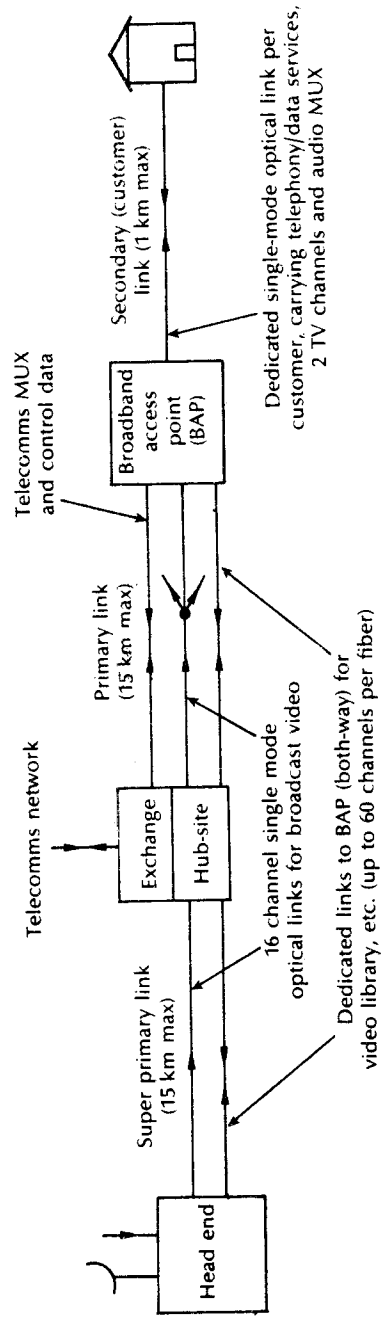 Head end
Super primary link
(15 km max)
Telecomms network
Exchange
Hub-site
16 channel single mode
optical links for broadcast video
Dedicated links to BAP (both-way) for
video library, etc. (up to 60 channels per fiber)
Primary link
(15 km max)
Telecomms MUX
and control data
Broadband
access
point
(BAP)
Secondary (customer)
link (1 km max)
Dedicated single-mode optical link per
customer, carrying telephony/data services,
2 TV channels and audio MUX